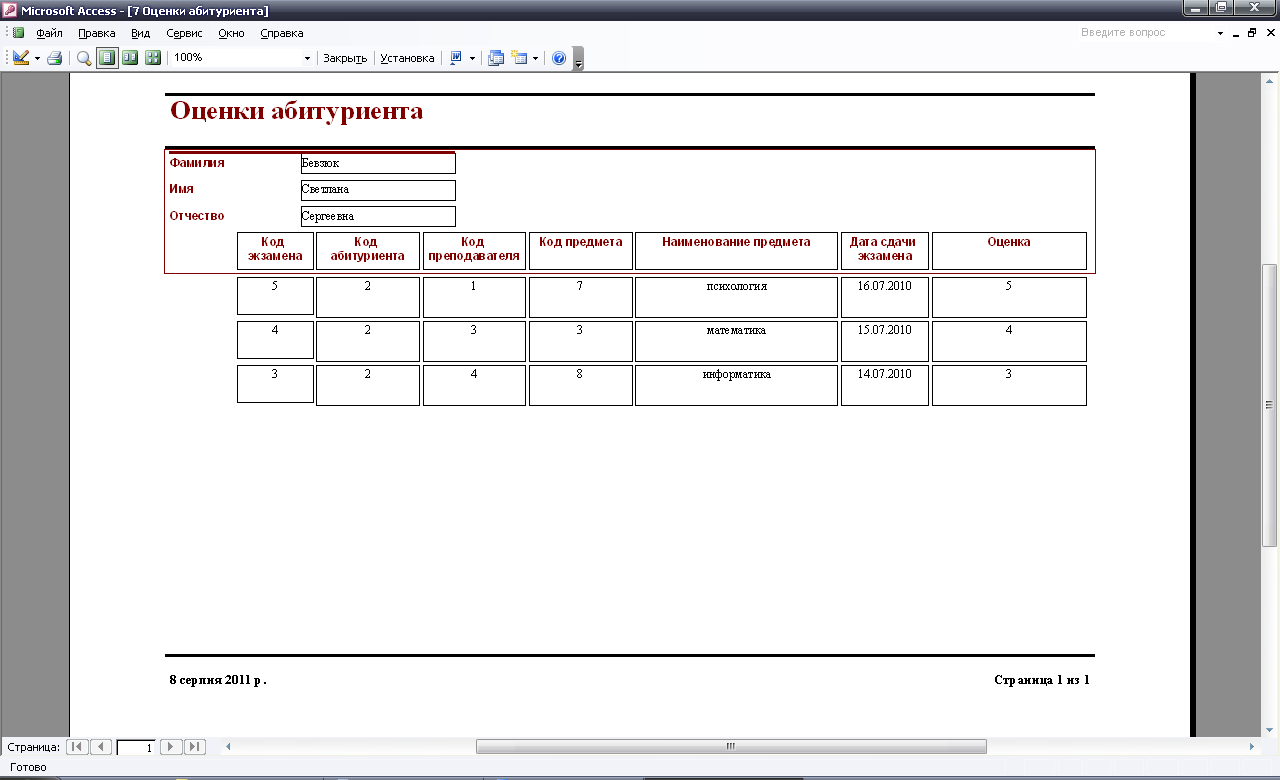 Microsoft Access - [7 Оценки абитуриента]
Файл Правка Вид Сервис Окно Справка Введите вопрос
100% Закрыть Установка
Оценки абитуриента
Фамилия Бевзюк
Имя Светлана
Отчество Сергеевна
Код экзамена Код абитуриента Код преподавателя Код предмета Наименование предмета Дата сдачи экзамена Оценка
5 2 1 7 психология 16.07.2010 5
4 2 3 3 математика 15.07.2010 4
3 2 4 8 информатика 14.07.2010 3
8 серпня 2011 р. Страница 1 из 1
Страница: 1
Готово